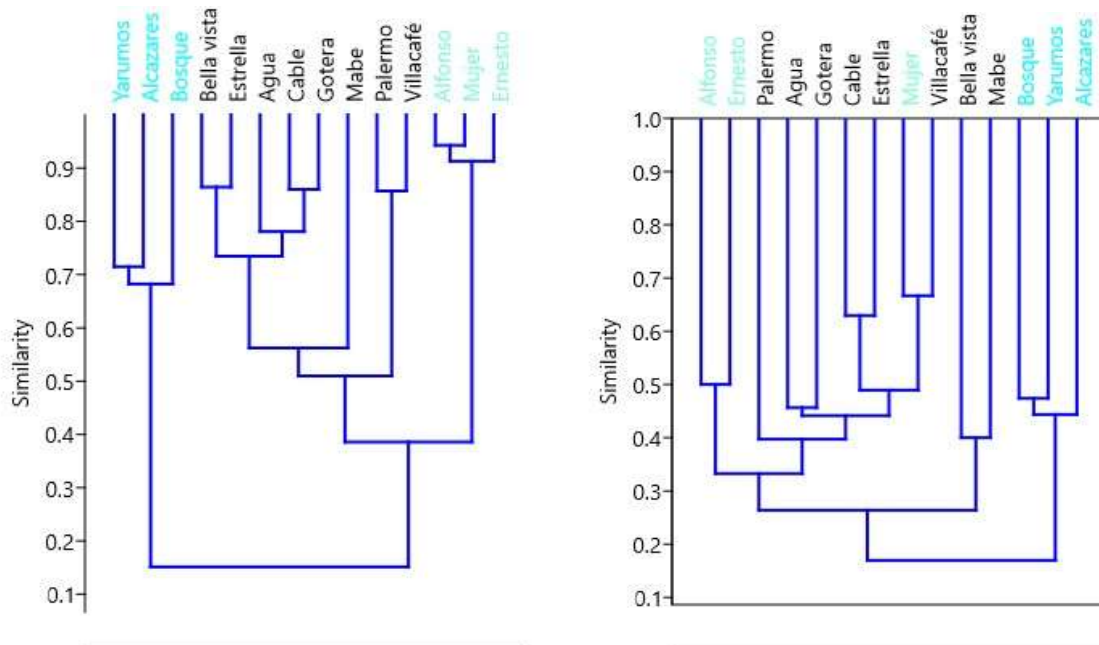 Yarumos
Alcazares
Bosque
Bella vista
Estrella
Agua
Cable
Gotera
Mabe
Palermo
Villacafé
Alfonso
Mujer
Ernesto
Similarity
0.9
0.8
0.7
0.6
0.5
0.4
0.3
0.2
0.1
Alfonso
Ernesto
Palermo
Agua
Gotera
Cable
Estrella
Mujer
Villacafé
Bella vista
Mabe
Bosque
Yarumos
Alcazares
Similarity
1.0
0.9
0.8
0.7
0.6
0.5
0.4
0.3
0.2
0.1